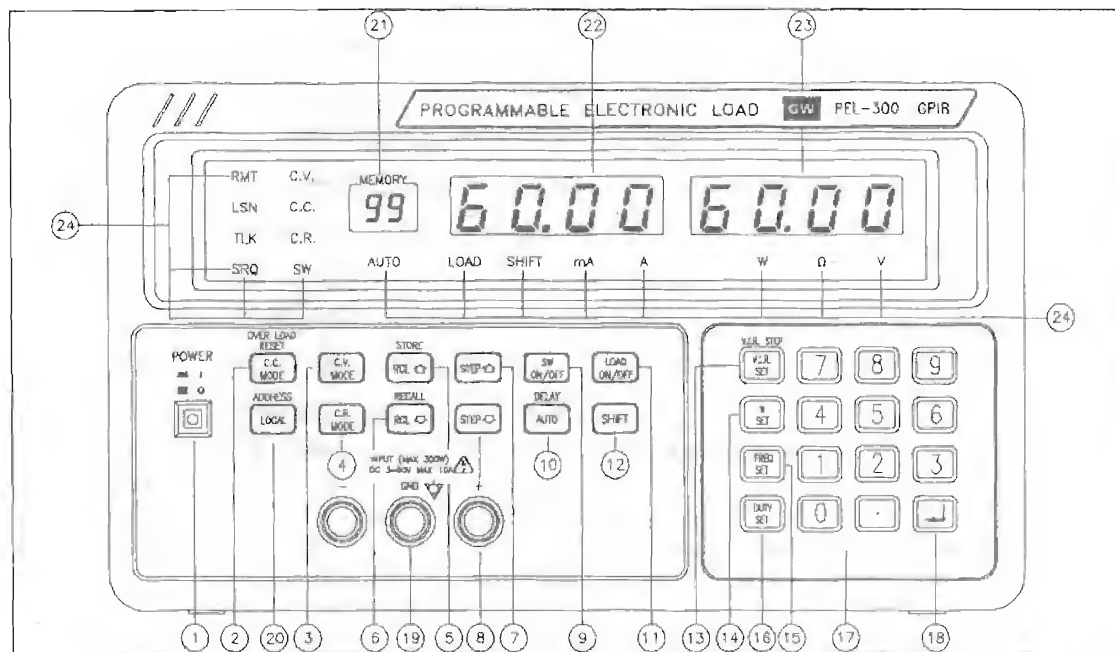 21 22 23
PROGRAMMABLE ELECTRONIC LOAD GW PEL-300 GPIB
RMT C.V. MEMORY
LSN C.C. 99 60.00 60.00
TLK C.R.
24
SRQ SW AUTO LOAD SHIFT mA A W Ω V
24
POWER
OVER LOAD
RESET
C.C.
MODE
C.V.
MODE
STORE
RCL
STEP
SW
ON/OFF
LOAD
ON/OFF
V.I.R. STEP
V.I.R.
SET
7 8 9
ADDRESS
LOCAL
C.R.
MODE
RECALL
RCL
STEP
DELAY
AUTO
SHIFT
SET
4 5 6
4 10 12
INPUT (MAX 300W)
GND
- +
FREQ
SET
1 2 3
DUTY
SET
0 .
1 2 20 3 6 19 5 8 7 9 11 13 14 16 15 17 18